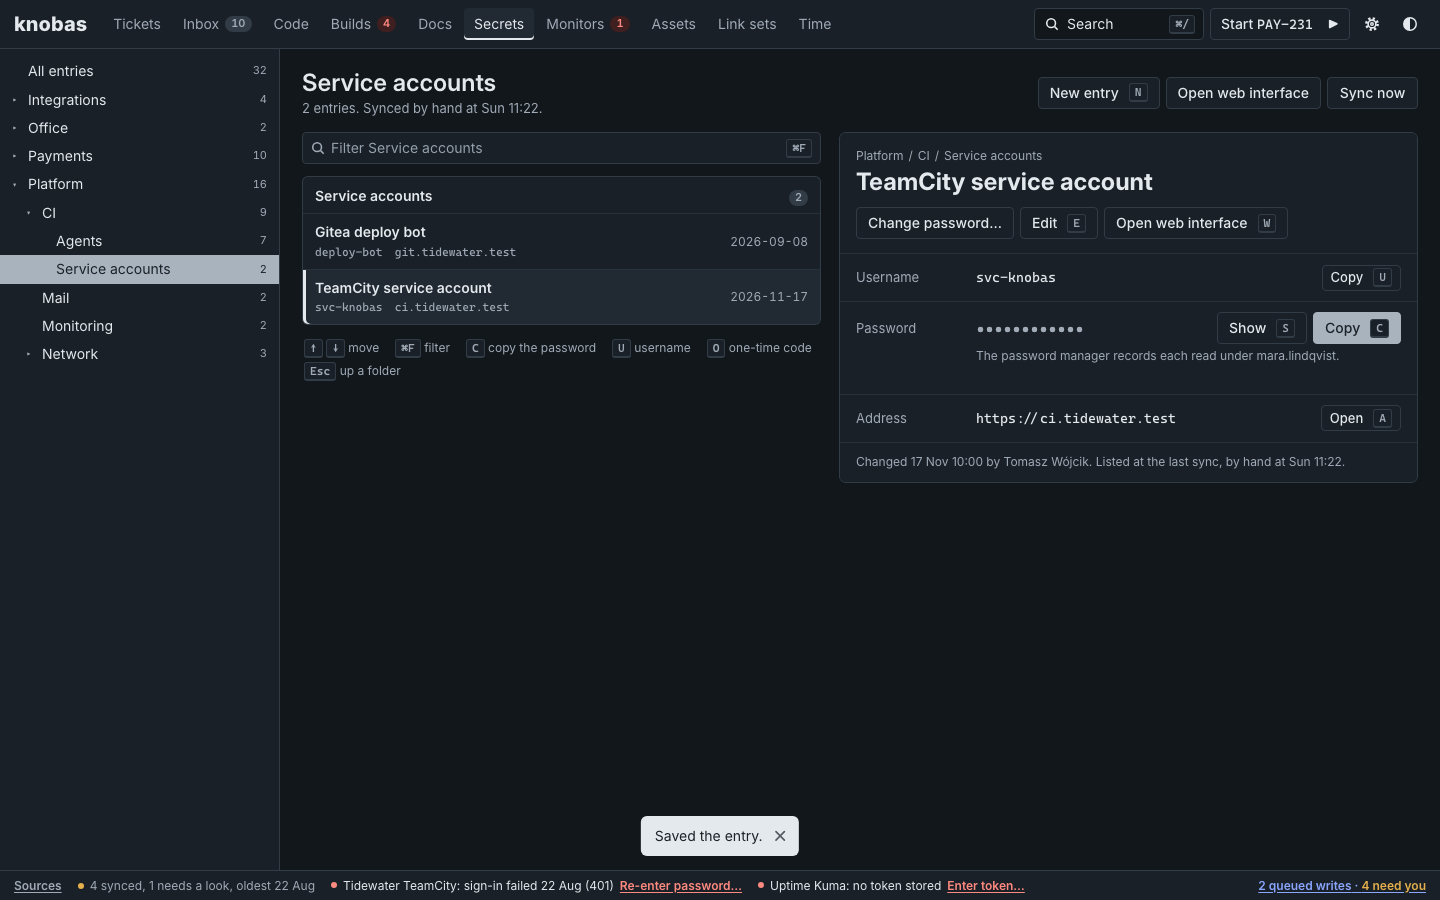 knobas Tickets Inbox 10 Code Builds 4 Docs Secrets Monitors 1 Assets Link sets Time Search ⌘/ Start PAY-231
All entries 32
Integrations 4
Office 2
Payments 10
Platform 16
CI 9
Agents 7
Service accounts 2
Mail 2
Monitoring 2
Network 3
Service accounts
2 entries. Synced by hand at Sun 11:22.
New entry N Open web interface Sync now
Filter Service accounts ⌘F
Service accounts 2
Gitea deploy bot
deploy-bot git.tidewater.test
2026-09-08
TeamCity service account
svc-knobas ci.tidewater.test
2026-11-17
↑ ↓ move ⌘F filter C copy the password U username O one-time code
Esc up a folder
Platform / CI / Service accounts
TeamCity service account
Change password... Edit E Open web interface W
Username svc-knobas Copy U
Password ●●●●●●●●●●●● Show S Copy C
The password manager records each read under mara.lindqvist.
Address https://ci.tidewater.test Open A
Changed 17 Nov 10:00 by Tomasz Wójcik. Listed at the last sync, by hand at Sun 11:22.
Saved the entry.
Sources 4 synced, 1 needs a look, oldest 22 Aug Tidewater TeamCity: sign-in failed 22 Aug (401) Re-enter password... Uptime Kuma: no token stored Enter token... 2 queued writes · 4 need you